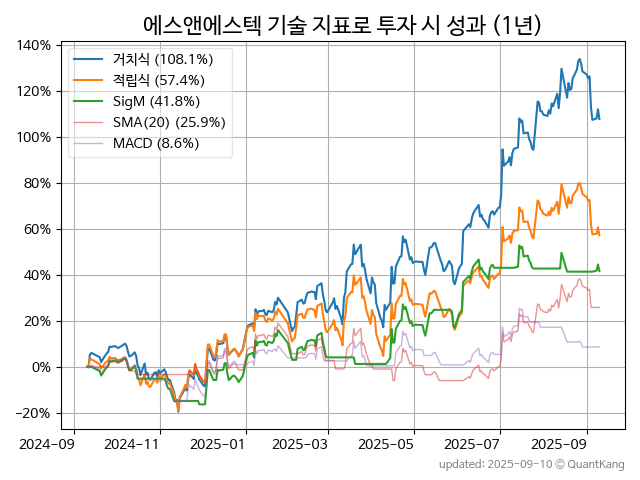 에스앤에스텍 기술 지표로 투자 시 성과 (1년)
140%
120%
100%
80%
60%
40%
20%
0%
−20%
거치식 (108.1%)
적립식 (57.4%)
SigM (41.8%)
SMA(20) (25.9%)
MACD (8.6%)
2024-09
2024-11
2025-01
2025-03
2025-05
2025-07
2025-09
updated: 2025-09-10 © QuantKang